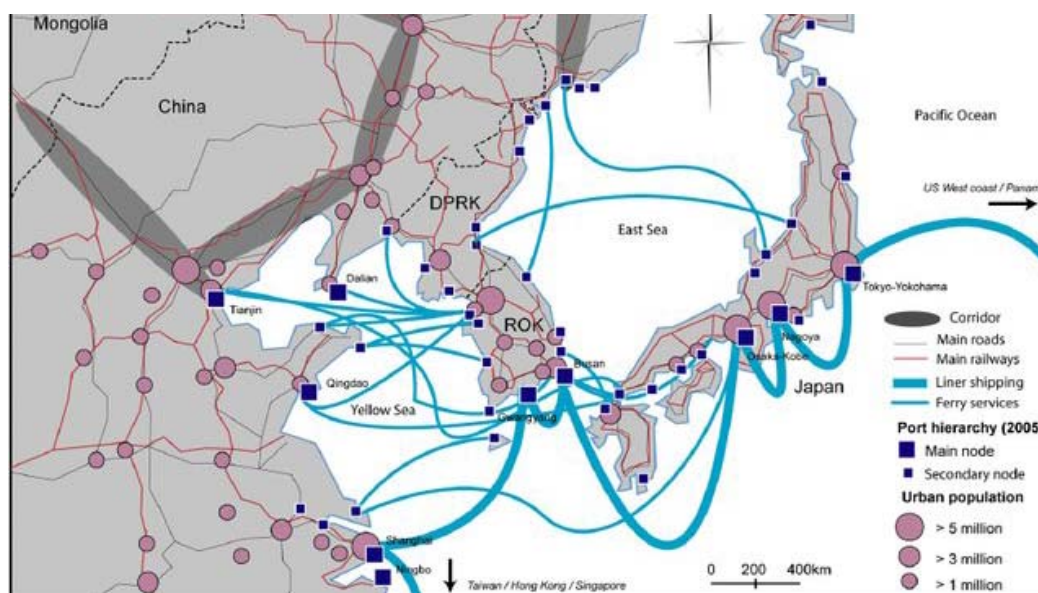 Mongolia
China
Pacific Ocean
US West coast / Panam
DPRK
East Sea
Dalian
Tokyo-Yokohama
Tianjin
ROK
Corridor
Main roads
Main railways
Liner shipping
Ferry services
Nagoya
Osaka-Kobe
Japan
Busan
Qingdao
Yellow Sea
Gwangyang
Port hierarchy (2005
Main node
Secondary node
Urban population
> 5 million
> 3 million
> 1 million
Shanghai
Ningbo
Taiwan / Hong Kong / Singapore
0 200 400km